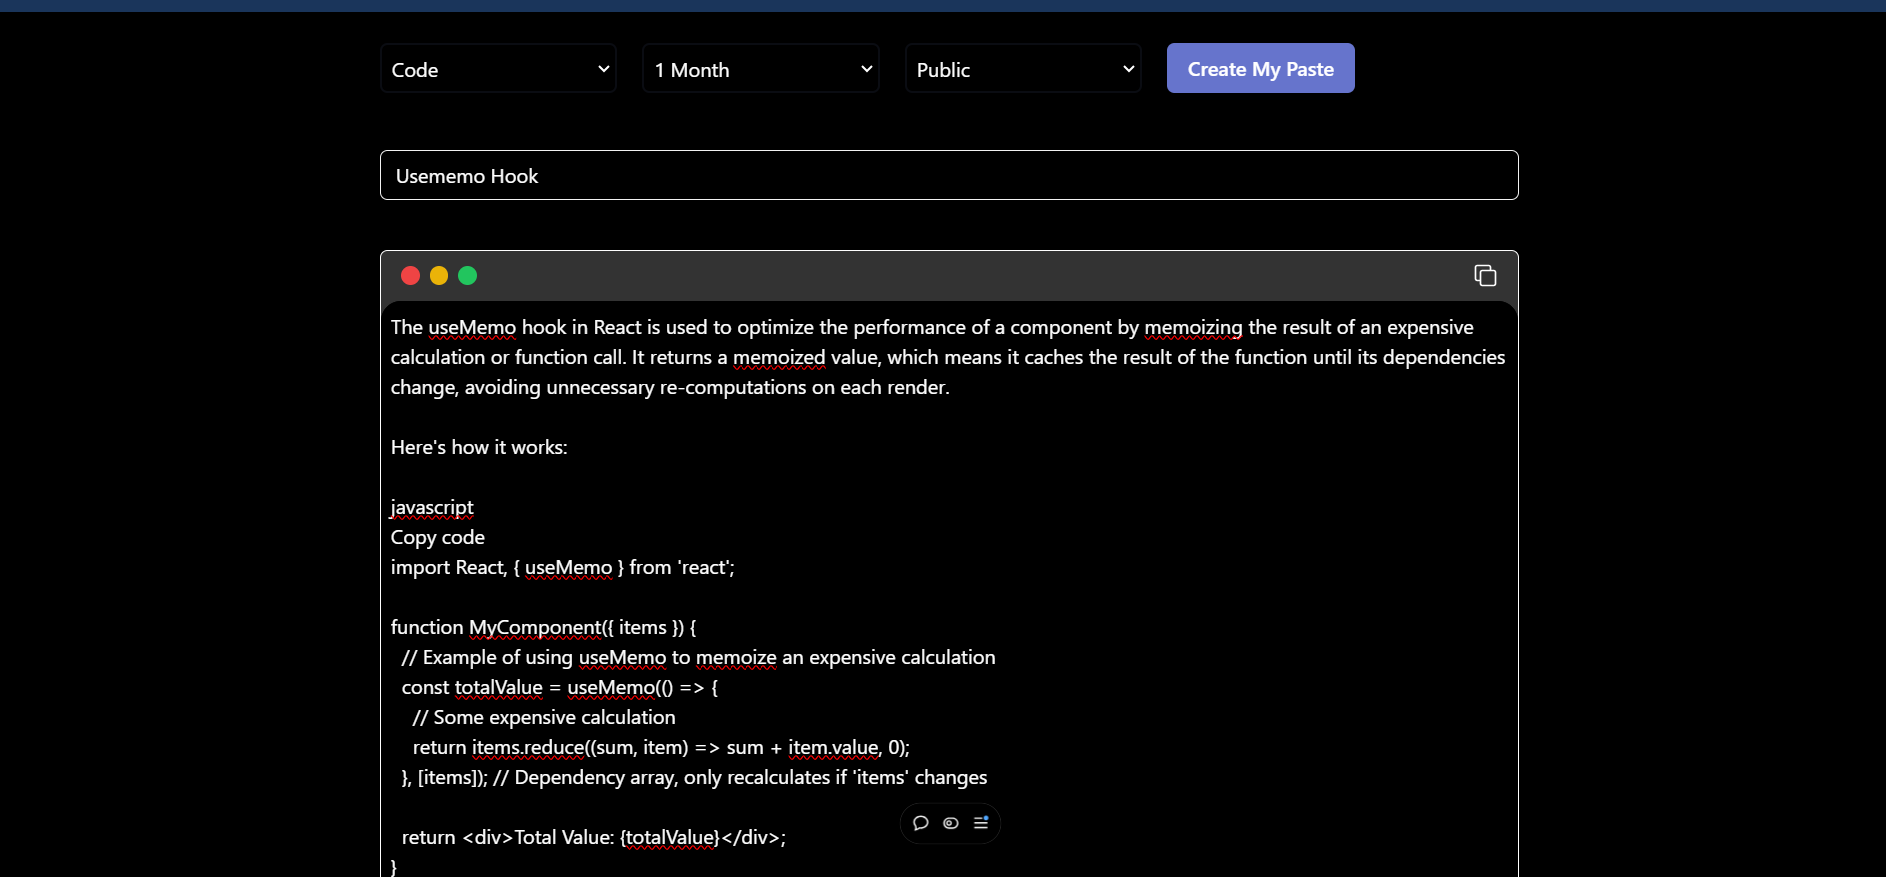 Code 1 Month Public Create My Paste
Usememo Hook
The useMemo hook in React is used to optimize the performance of a component by memoizing the result of an expensive
calculation or function call. It returns a memoized value, which means it caches the result of the function until its dependencies
change, avoiding unnecessary re-computations on each render.
Here's how it works:
javascript
Copy code
import React, { useMemo } from 'react';
function MyComponent({ items }) {
// Example of using useMemo to memoize an expensive calculation
const totalValue = useMemo(() => {
// Some expensive calculation
return items.reduce((sum, item) => sum + item.value, 0);
}, [items]); // Dependency array, only recalculates if 'items' changes
return <div>Total Value: {totalValue}</div>;
}